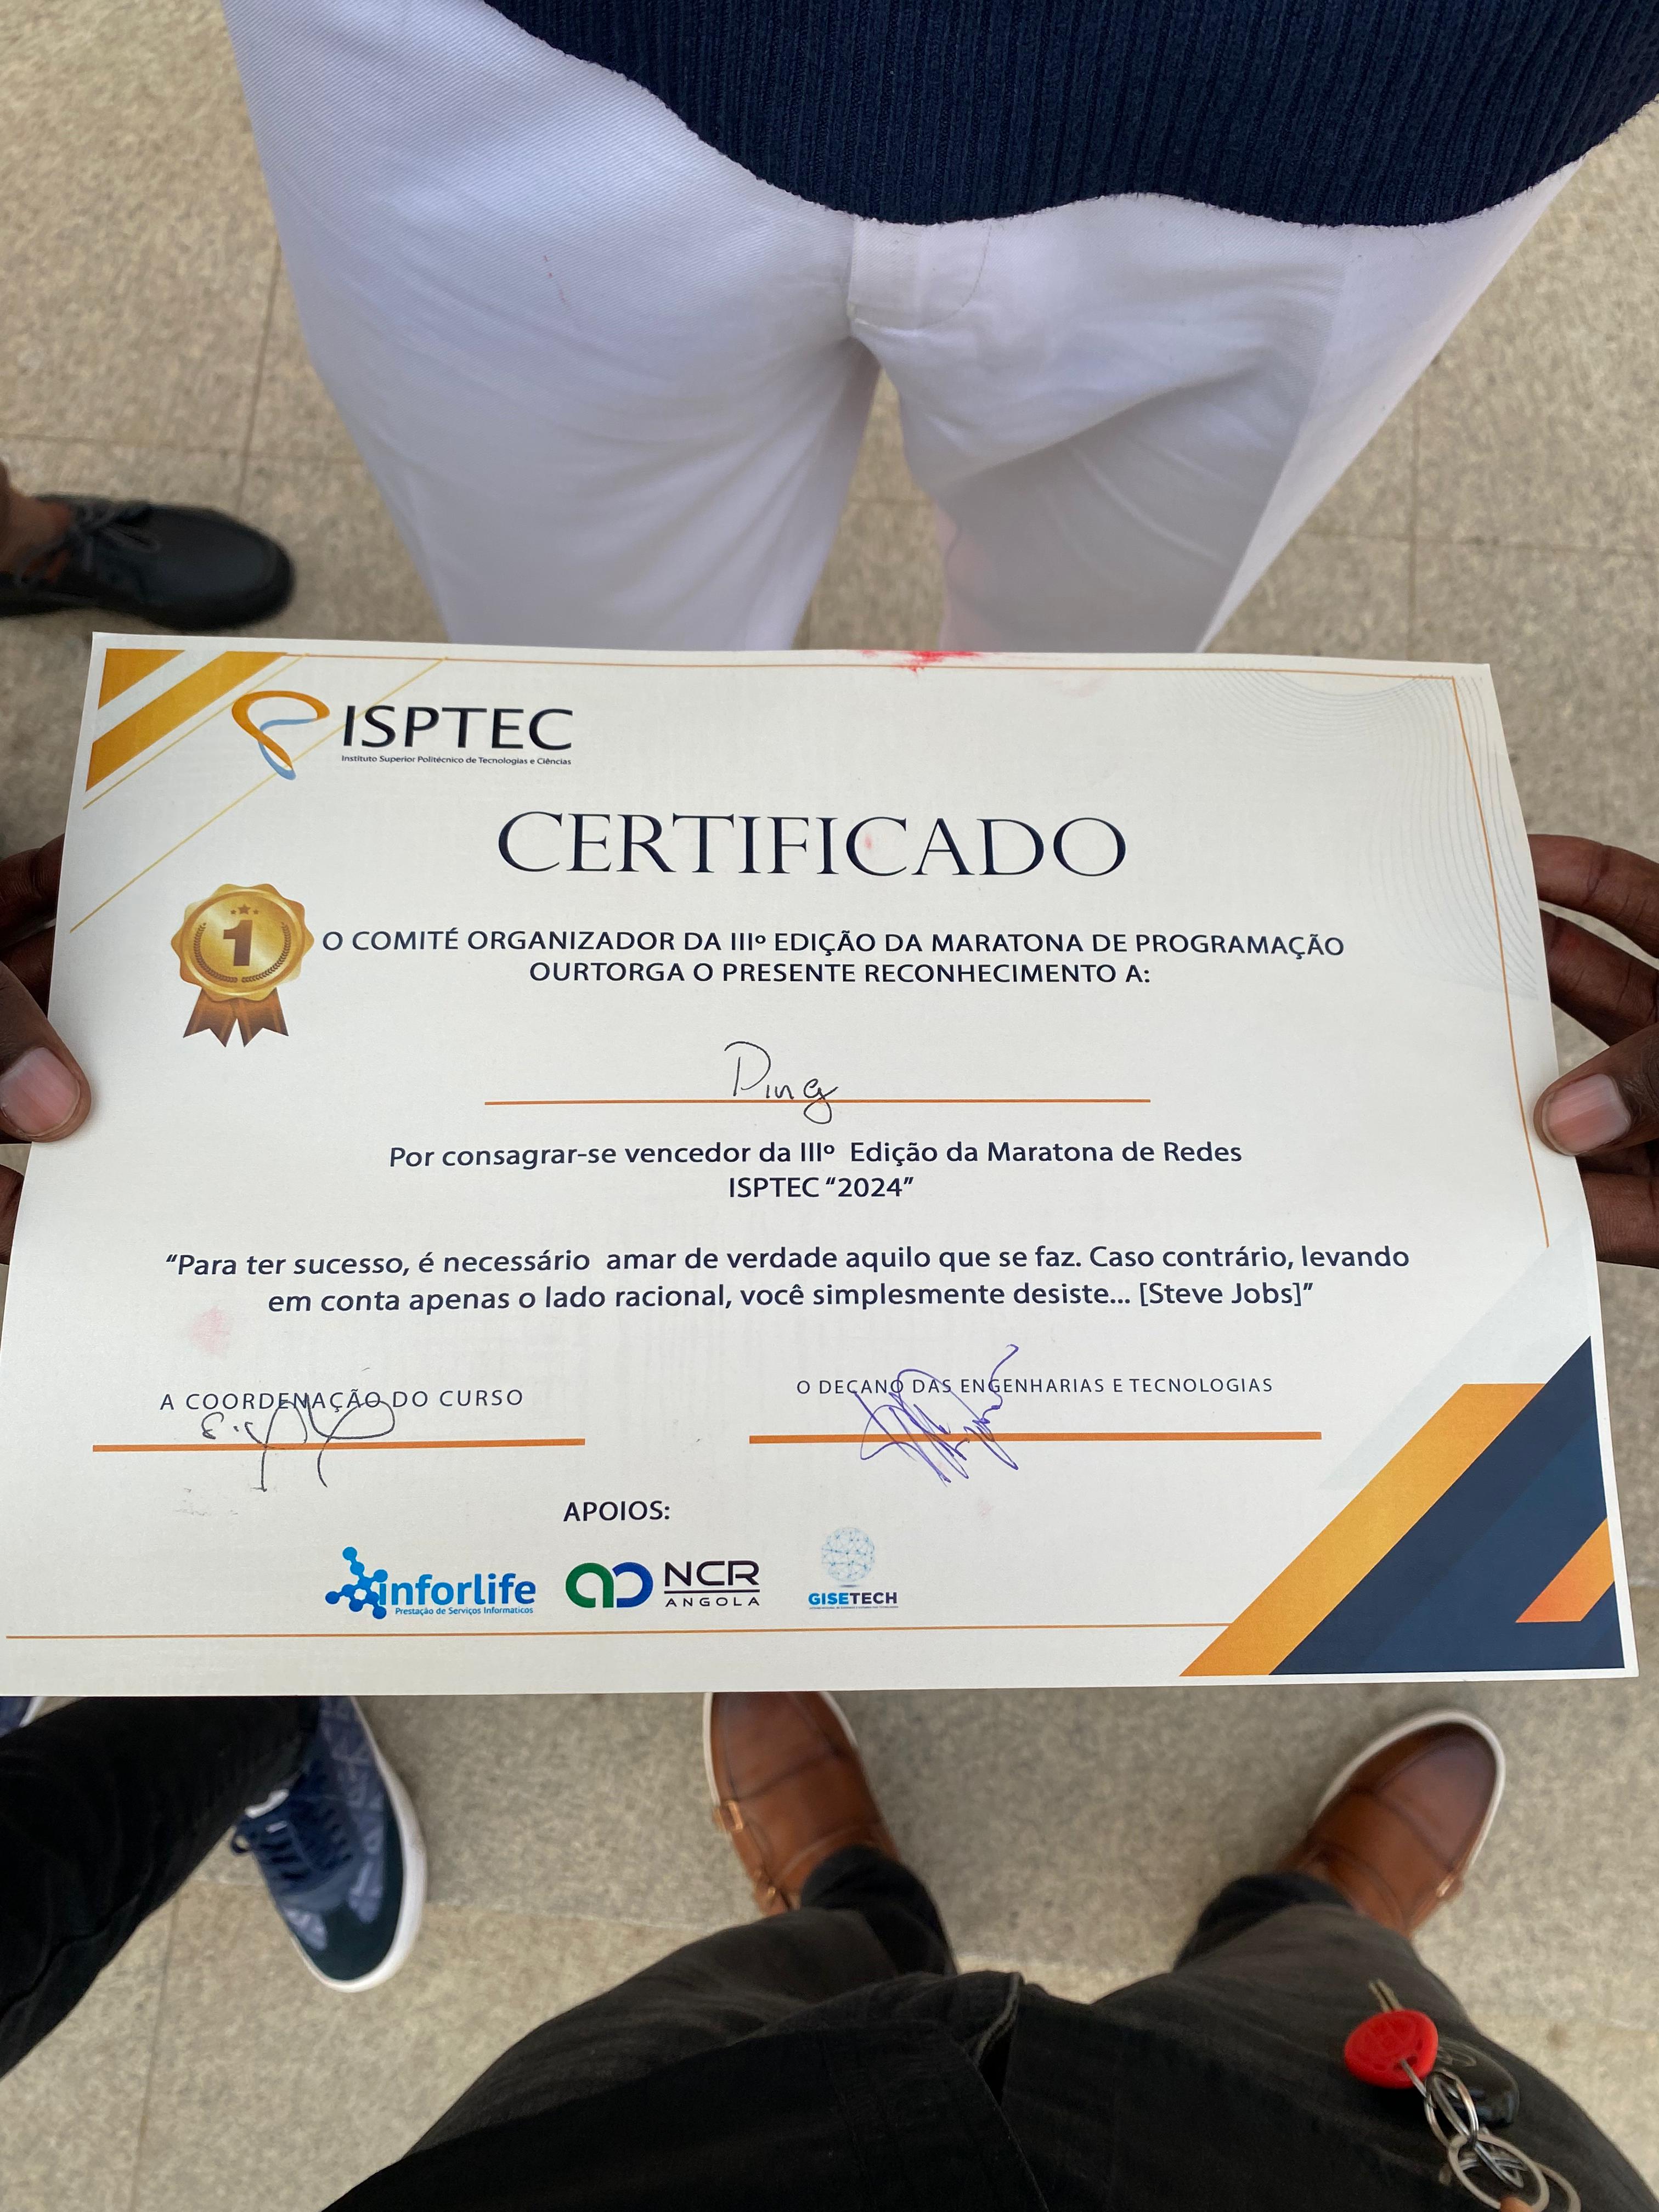 ISPTEC
Instituto Superior Politécnico de Tecnologias e Ciências
CERTIFICADO
1
O COMITÉ ORGANIZADOR DA IIIº EDIÇÃO DA MARATONA DE PROGRAMAÇÃO
OURTORGA O PRESENTE RECONHECIMENTO A:
Ping
Por consagrar-se vencedor da IIIº Edição da Maratona de Redes
ISPTEC “2024”
“Para ter sucesso, é necessário amar de verdade aquilo que se faz. Caso contrário, levando
em conta apenas o lado racional, você simplesmente desiste... [Steve Jobs]”
A COORDENAÇÃO DO CURSO
O DECANO DAS ENGENHARIAS E TECNOLOGIAS
APOIOS:
inforlife
Prestação de Serviços Informaticos
NCR
ANGOLA
GISETECH